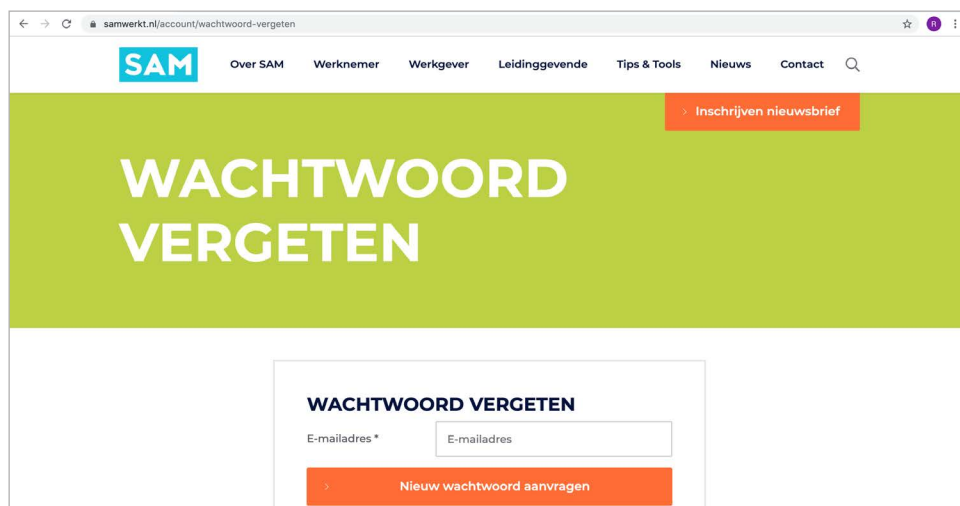 samwerkt.nl/account/wachtwoord-vergeten
R
SAM Over SAM Werknemer Werkgever Leidinggevende Tips & Tools Nieuws Contact
Inschrijven nieuwsbrief
WACHTWOORD
VERGETEN
WACHTWOORD VERGETEN
E-mailadres * E-mailadres
Nieuw wachtwoord aanvragen